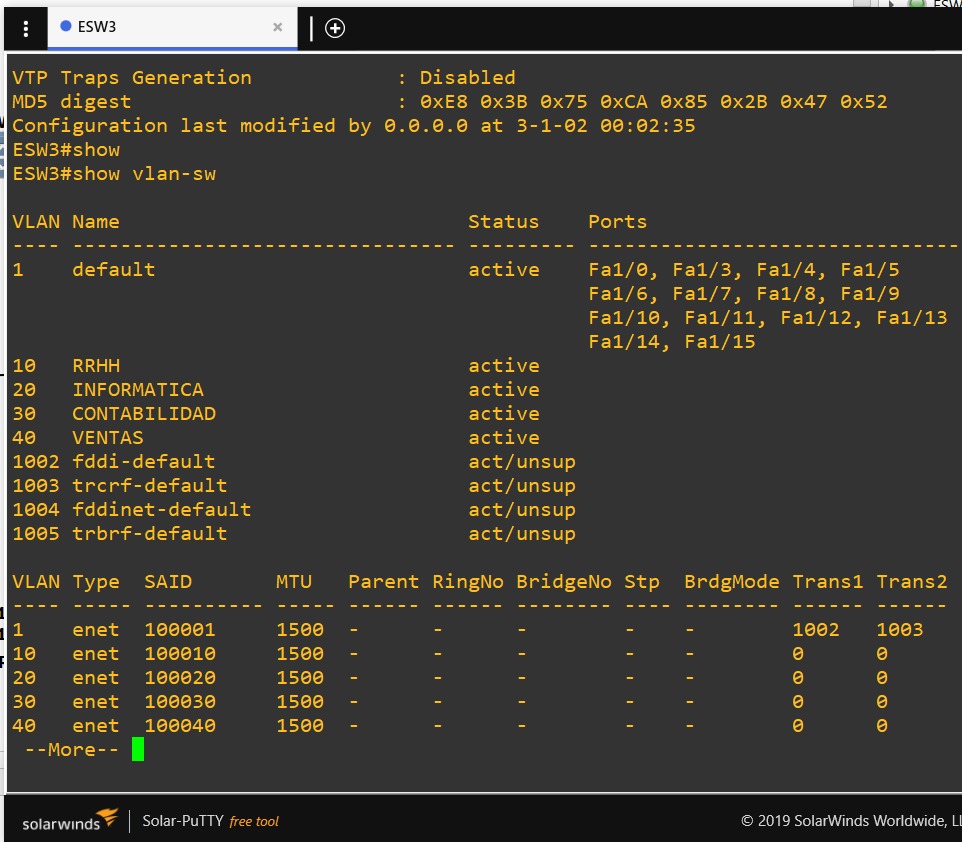 ESW
ESW3
VTP Traps Generation            : Disabled
MD5 digest                      : 0xE8 0x3B 0x75 0xCA 0x85 0x2B 0x47 0x52
Configuration last modified by 0.0.0.0 at 3-1-02 00:02:35
ESW3#show
ESW3#show vlan-sw
VLAN Name                             Status    Ports
---- -------------------------------- --------- -------------------------------
1    default                          active    Fa1/0, Fa1/3, Fa1/4, Fa1/5
                                                Fa1/6, Fa1/7, Fa1/8, Fa1/9
                                                Fa1/10, Fa1/11, Fa1/12, Fa1/13
                                                Fa1/14, Fa1/15
10   RRHH                             active
20   INFORMATICA                      active
30   CONTABILIDAD                     active
40   VENTAS                           active
1002 fddi-default                     act/unsup
1003 trcrf-default                    act/unsup
1004 fddinet-default                  act/unsup
1005 trbrf-default                    act/unsup
VLAN Type  SAID       MTU   Parent RingNo BridgeNo Stp  BrdgMode Trans1 Trans2
---- ----- ---------- ----- ------ ------ -------- ---- -------- ------ ------
1    enet  100001     1500  -      -      -        -    -        1002   1003
10   enet  100010     1500  -      -      -        -    -        0      0
20   enet  100020     1500  -      -      -        -    -        0      0
30   enet  100030     1500  -      -      -        -    -        0      0
40   enet  100040     1500  -      -      -        -    -        0      0
 --More--
solarwinds Solar-PuTTY free tool
© 2019 SolarWinds Worldwide,